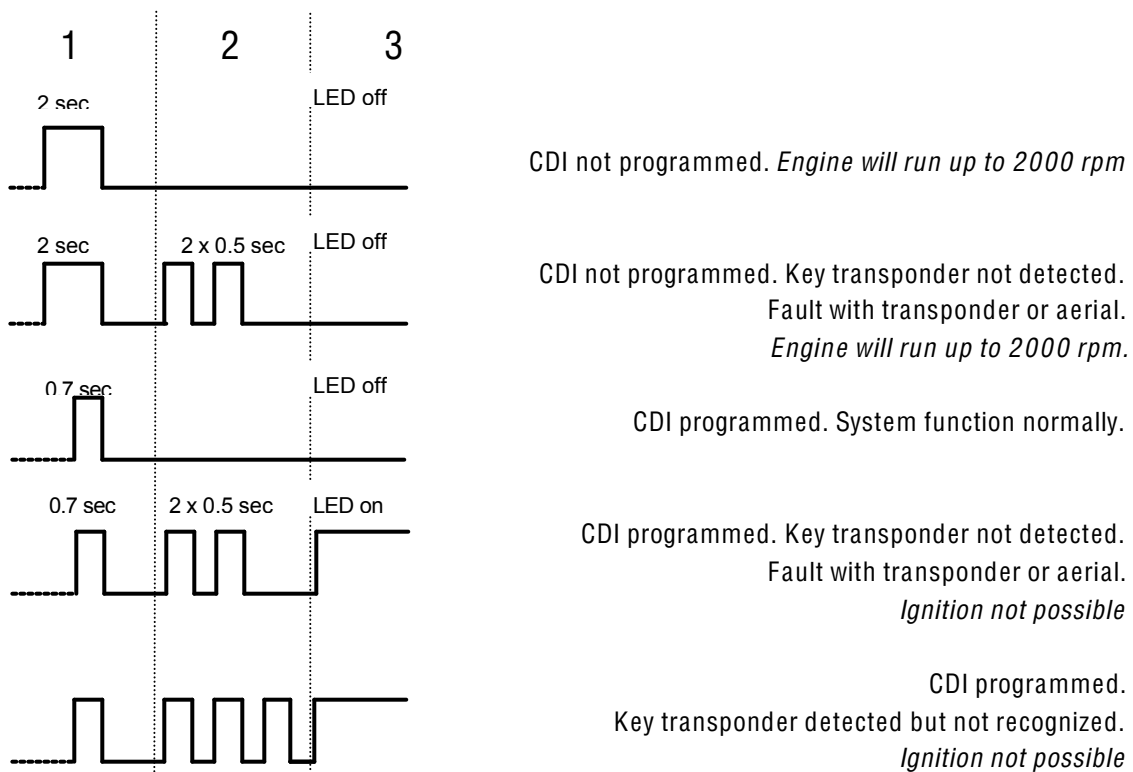 1 2 3
2 sec LED off
CDI not programmed. Engine will run up to 2000 rpm
2 sec 2 x 0.5 sec LED off
CDI not programmed. Key transponder not detected.
Fault with transponder or aerial.
Engine will run up to 2000 rpm.
0.7 sec LED off
CDI programmed. System function normally.
0.7 sec 2 x 0.5 sec LED on
CDI programmed. Key transponder not detected.
Fault with transponder or aerial.
Ignition not possible
CDI programmed.
Key transponder detected but not recognized.
Ignition not possible